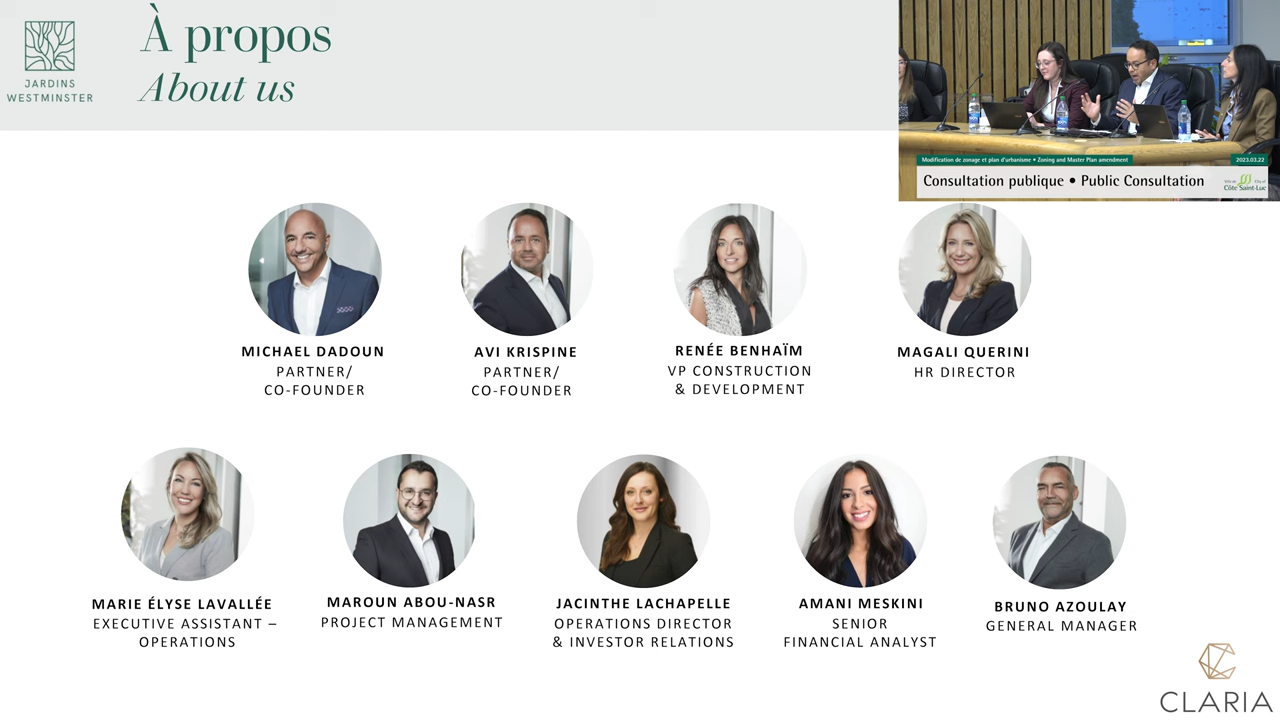 JARDINS
WESTMINSTER
À propos
About us
Modification de zonage et plan d'urbanisme • Zoning and Master Plan amendment
2023.03.22
Consultation publique • Public Consultation
Côte Saint-Luc
MICHAEL DADOUN
PARTNER/
CO-FOUNDER
AVI KRISPINE
PARTNER/
CO-FOUNDER
RENÉE BENHAÏM
VP CONSTRUCTION
& DEVELOPMENT
MAGALI QUERINI
HR DIRECTOR
MARIE ÉLYSE LAVALLÉE
EXECUTIVE ASSISTANT –
OPERATIONS
MAROUN ABOU-NASR
PROJECT MANAGEMENT
JACINTHE LACHAPELLE
OPERATIONS DIRECTOR
& INVESTOR RELATIONS
AMANI MESKINI
SENIOR
FINANCIAL ANALYST
BRUNO AZOULAY
GENERAL MANAGER
CLARIA